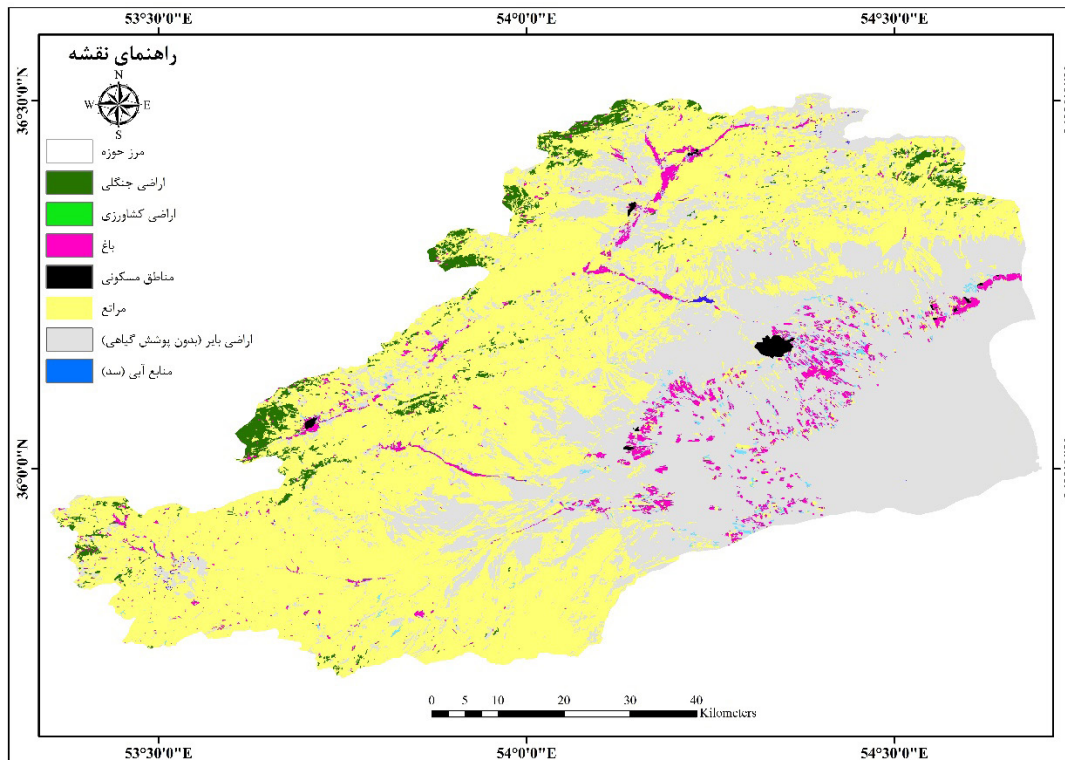 53°30'0"E
54°0'0"E
54°30'0"E
36°30'0"N
36°0'0"N
راهنمای نقشه
N
W
E
S
مرز حوزه
اراضی جنگلی
اراضی کشاورزی
باغ
مناطق مسکونی
مراتع
اراضی بایر (بدون پوشش گیاهی)
منابع آبی (سد)
0 5 10 20 30 40
Kilometers
53°30'0"E
54°0'0"E
54°30'0"E